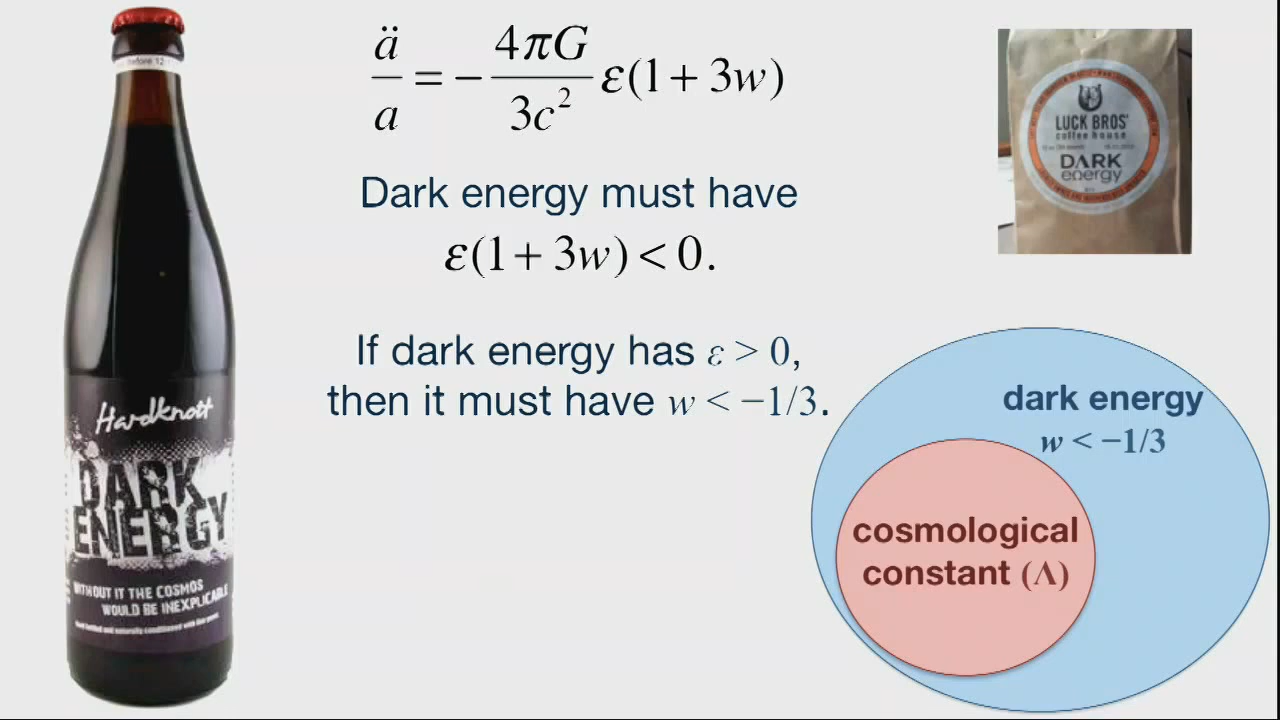 before 12
Hardknott
DARK
ENERGY
WITHOUT IT THE COSMOS
WOULD BE INEXPLICABLE
ä/a = −(4πG/3c²) ε(1 + 3w)
Dark energy must have
ε(1 + 3w) < 0.
If dark energy has ε > 0,
then it must have w < −1/3.
LUCK BROS'
coffee house
DARK
energy
dark energy
w < −1/3
cosmological
constant (Λ)